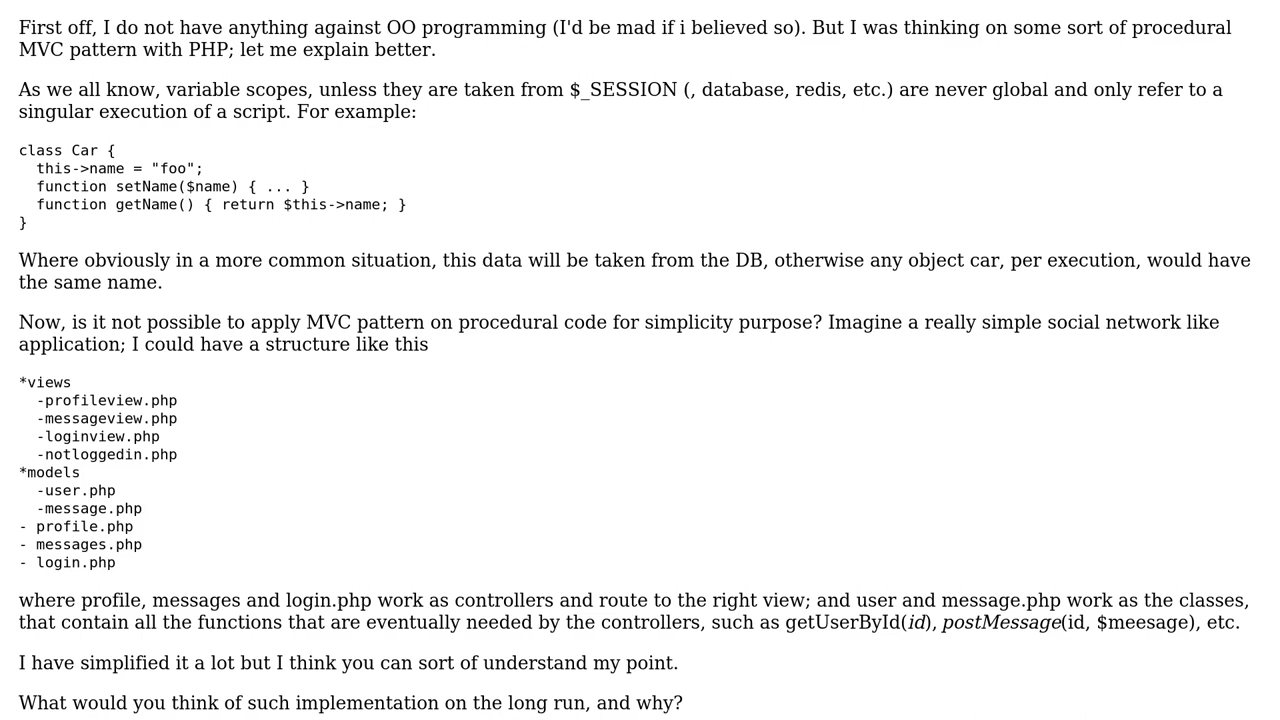 First off, I do not have anything against OO programming (I'd be mad if i believed so). But I was thinking on some sort of procedural
MVC pattern with PHP; let me explain better.
As we all know, variable scopes, unless they are taken from $_SESSION (, database, redis, etc.) are never global and only refer to a
singular execution of a script. For example:
class Car {
  this->name = "foo";
  function setName($name) { ... }
  function getName() { return $this->name; }
}
Where obviously in a more common situation, this data will be taken from the DB, otherwise any object car, per execution, would have
the same name.
Now, is it not possible to apply MVC pattern on procedural code for simplicity purpose? Imagine a really simple social network like
application; I could have a structure like this
*views
  -profileview.php
  -messageview.php
  -loginview.php
  -notloggedin.php
*models
  -user.php
  -message.php
- profile.php
- messages.php
- login.php
where profile, messages and login.php work as controllers and route to the right view; and user and message.php work as the classes,
that contain all the functions that are eventually needed by the controllers, such as getUserById(id), postMessage(id, $meesage), etc.
I have simplified it a lot but I think you can sort of understand my point.
What would you think of such implementation on the long run, and why?